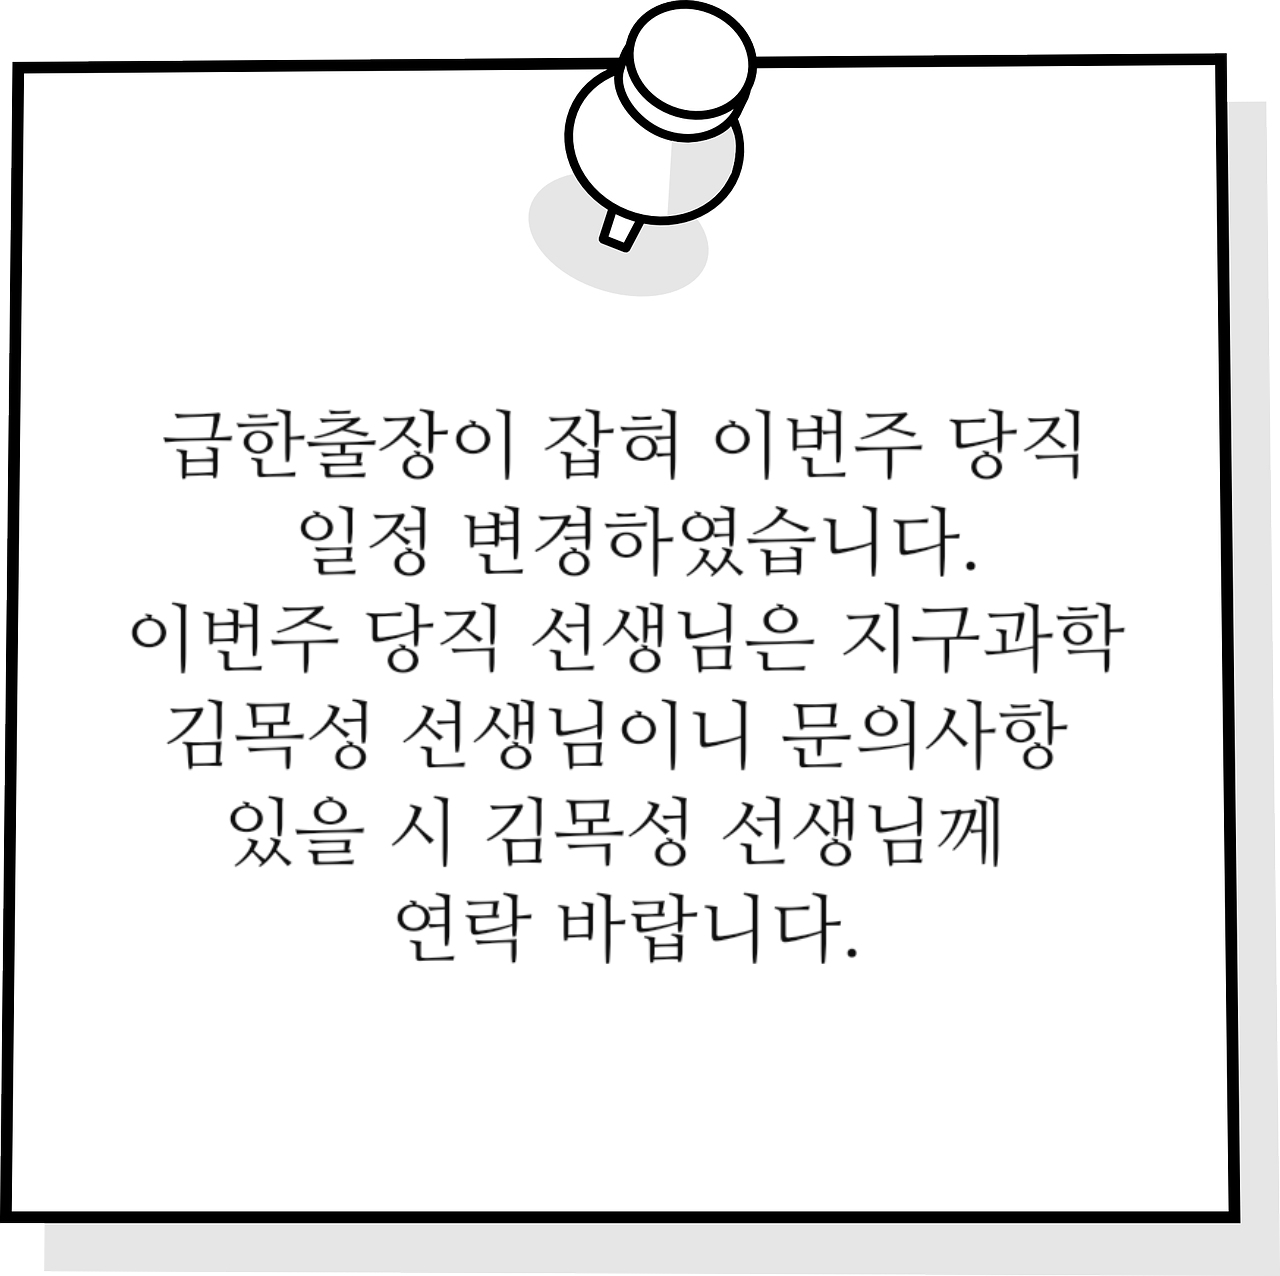 급한출장이 잡혀 이번주 당직
일정 변경하였습니다.
이번주 당직 선생님은 지구과학
김목성 선생님이니 문의사항
있을 시 김목성 선생님께
연락 바랍니다.